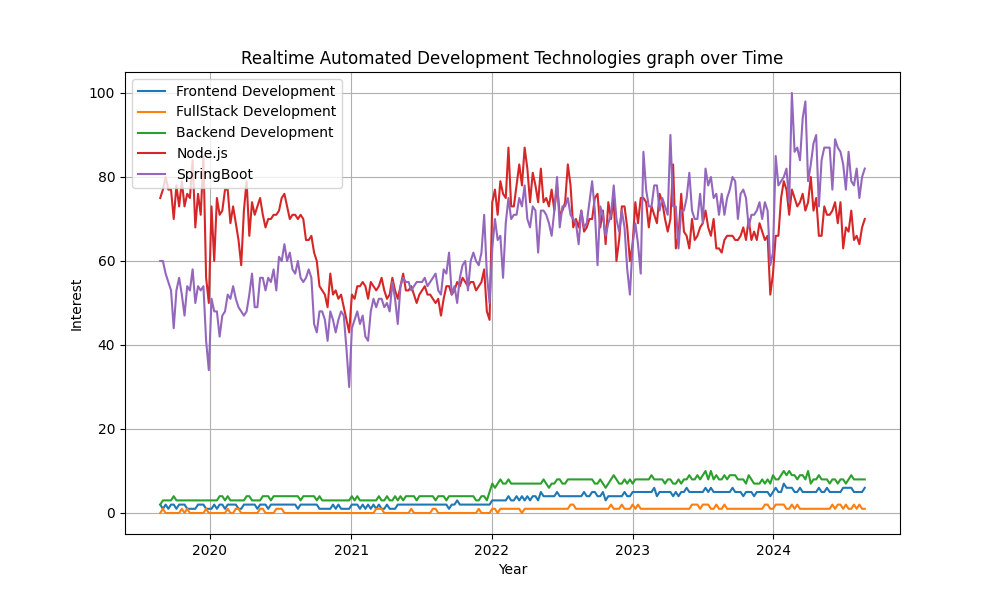 Realtime Automated Development Technologies graph over Time
Frontend Development
FullStack Development
Backend Development
Node.js
SpringBoot
100
80
60
40
20
0
Interest
2020 2021 2022 2023 2024
Year